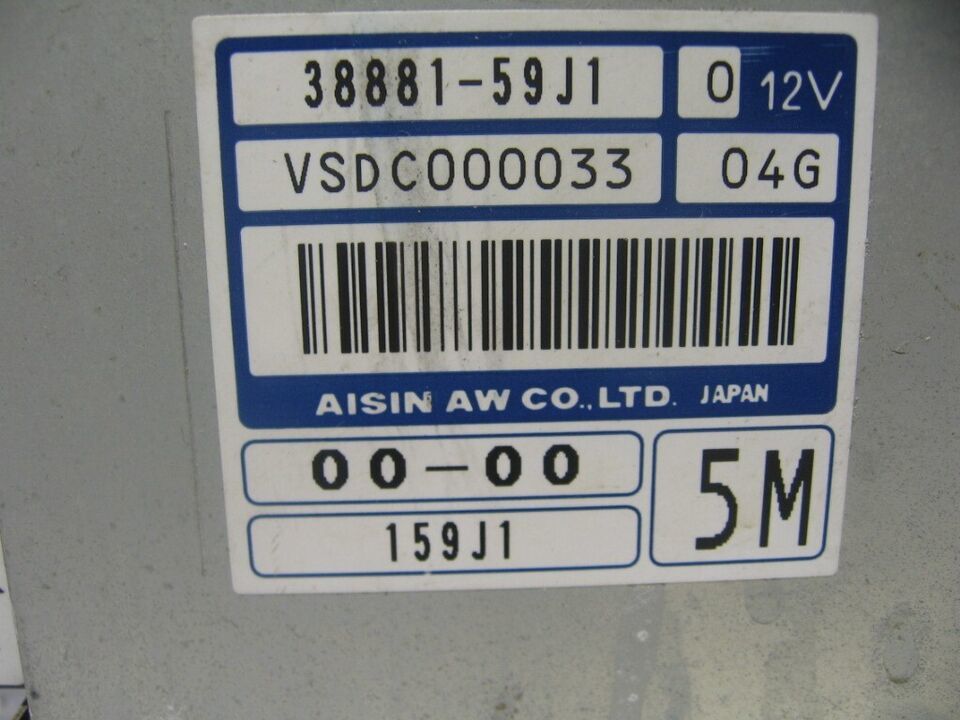 38881-59J1 0 12V
VSDC000033 04G
AISIN AW CO.,LTD. JAPAN
00-00
159J1
5M